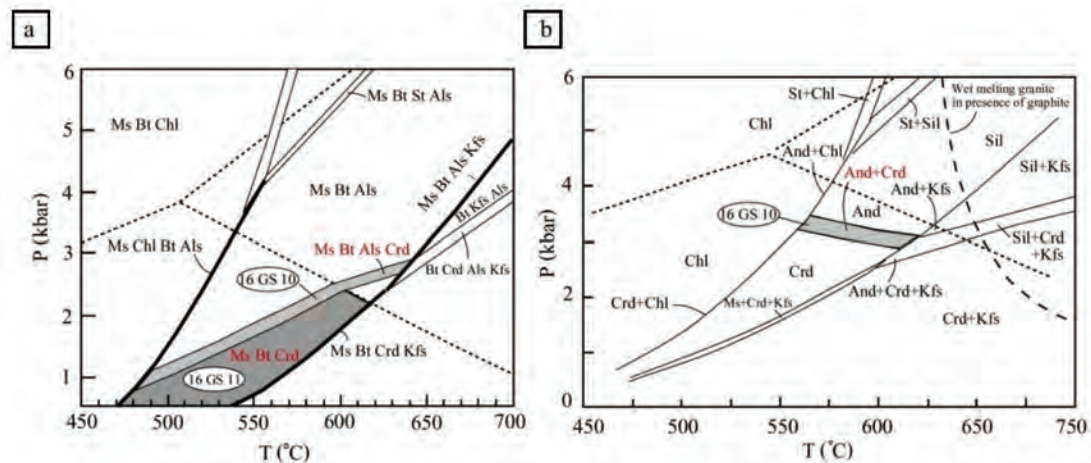 a
6
5
4
3
2
1
P (kbar)
450
500
550
600
650
700
T (°C)
Ms Bt Chl
Ms Bt St Als
Ms Bt Als
Ms Bt Als Kfs
Bt Kfs Als
Ms Chl Bt Als
Ms Bt Als Crd
Bt Crd Als Kfs
16 GS 10
Ms Bt Crd
Ms Bt Crd Kfs
16 GS 11
b
6
4
2
0
P (kbar)
450
500
550
600
650
750
T (°C)
St+Chl
Wet melting granite
in presence of graphite
Chl
St+Sil
Sil
And+Chl
And+Crd
And+Kfs
Sil+Kfs
And
16 GS 10
Chl
Crd
Sil+Crd
+Kfs
Crd+Chl
Ms+Crd+Kfs
And+Crd+Kfs
Crd+Kfs